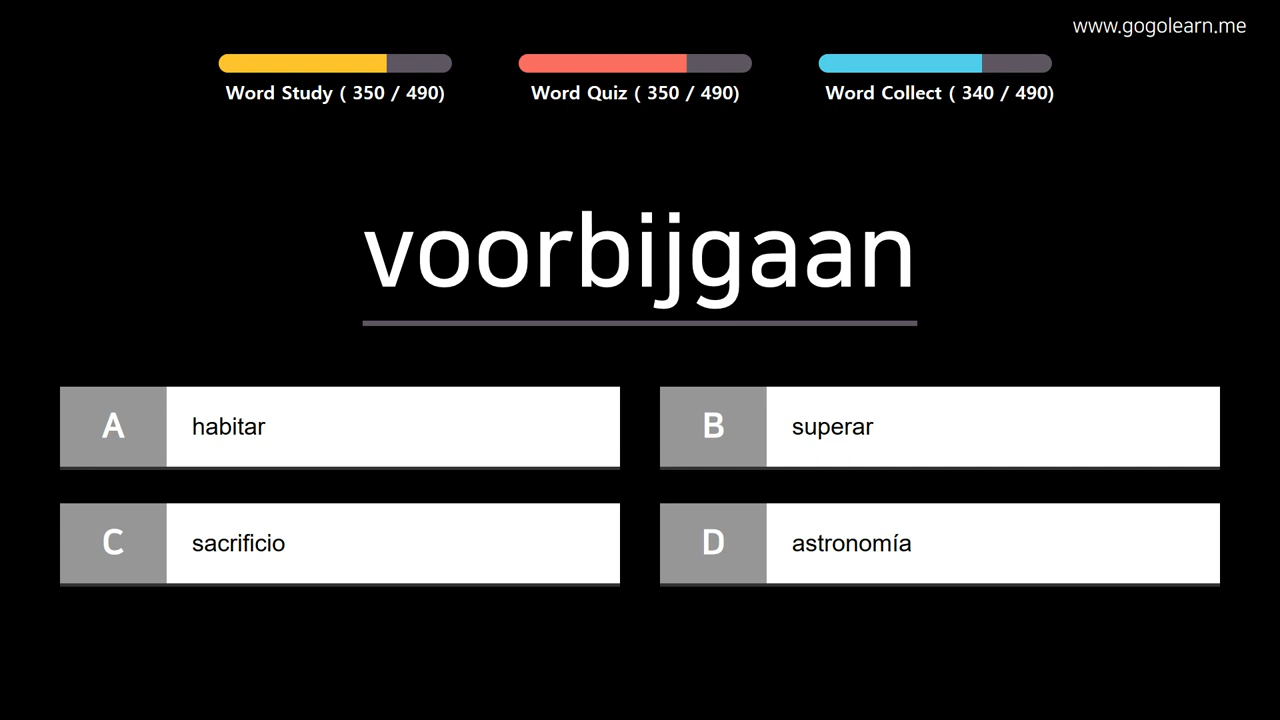 www.gogolearn.me
Word Study ( 350 / 490)
Word Quiz ( 350 / 490)
Word Collect ( 340 / 490)
voorbijgaan
A
habitar
B
superar
C
sacrificio
D
astronomía